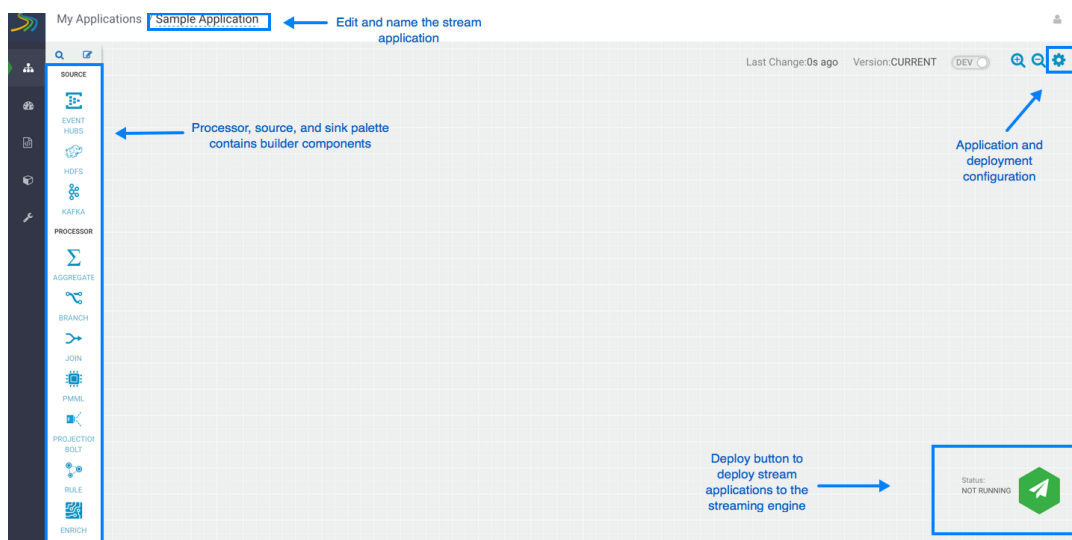 My Applications / Sample Application
Edit and name the stream
application
SOURCE
EVENT
HUBS
HDFS
KAFKA
PROCESSOR
AGGREGATE
BRANCH
JOIN
PMML
PROJECTION
BOLT
RULE
ENRICH
Processor, source, and sink palette
contains builder components
Last Change:0s ago Version:CURRENT DEV
Application and
deployment
configuration
Deploy button to
deploy stream
applications to the
streaming engine
Status:
NOT RUNNING